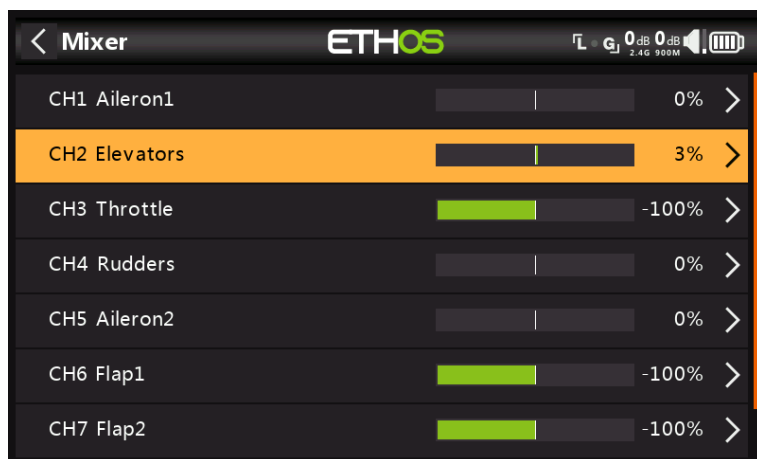 Mixer ETHOS L G 0dB 2.4G 0dB 900M
CH1 Aileron1 0%
CH2 Elevators 3%
CH3 Throttle -100%
CH4 Rudders 0%
CH5 Aileron2 0%
CH6 Flap1 -100%
CH7 Flap2 -100%